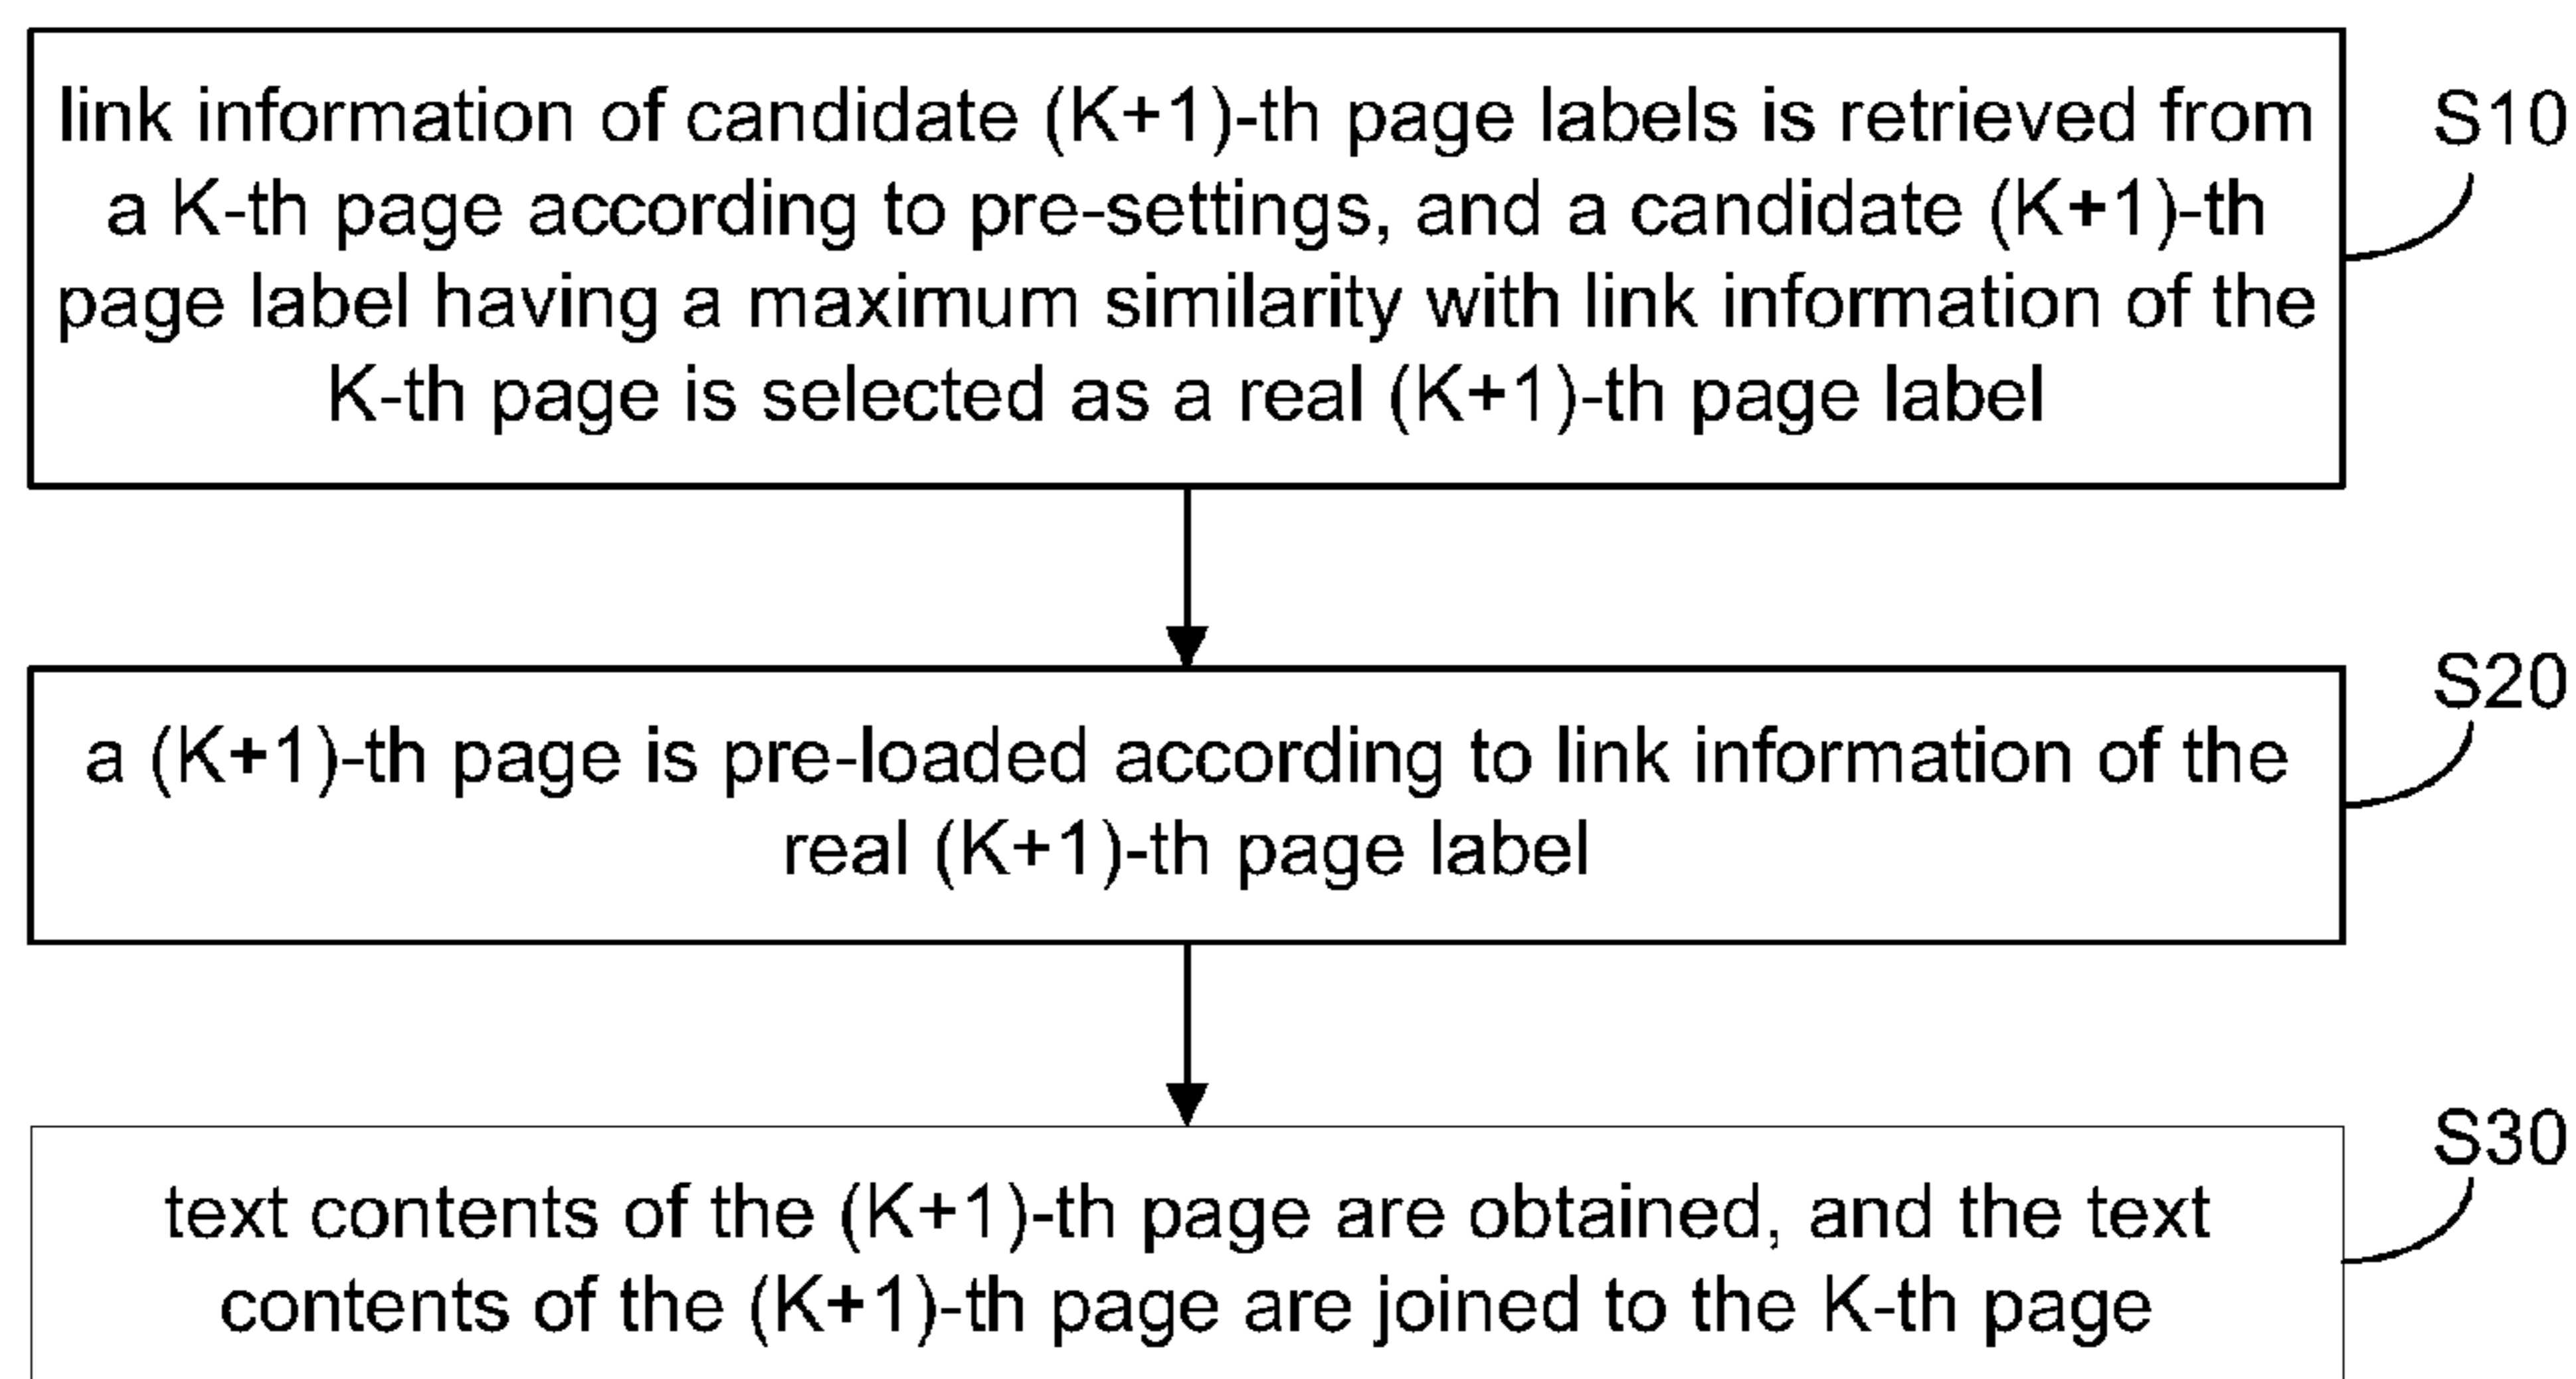 link information of candidate (K+1)-th page labels is retrieved from
a K-th page according to pre-settings, and a candidate (K+1)-th
page label having a maximum similarity with link information of the
K-th page is selected as a real (K+1)-th page label
S10
a (K+1)-th page is pre-loaded according to link information of the
real (K+1)-th page label
S20
text contents of the (K+1)-th page are obtained, and the text
contents of the (K+1)-th page are joined to the K-th page
S30